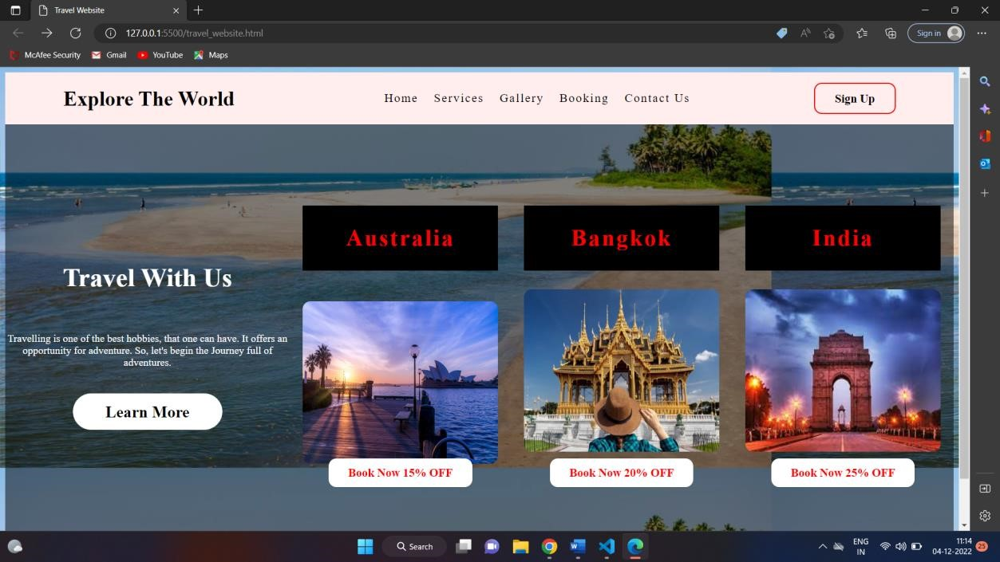 Travel Website
127.0.0.1:5500/travel_website.html
Sign in
McAfee Security Gmail YouTube Maps
Explore The World
Home Services Gallery Booking Contact Us
Sign Up
Australia Bangkok India
Travel With Us
Travelling is one of the best hobbies, that one can have. It offers an
opportunity for adventure. So, let's begin the Journey full of
adventures.
Learn More
Book Now 15% OFF Book Now 20% OFF Book Now 25% OFF
Search
ENG
IN
11:14
04-12-2022
25